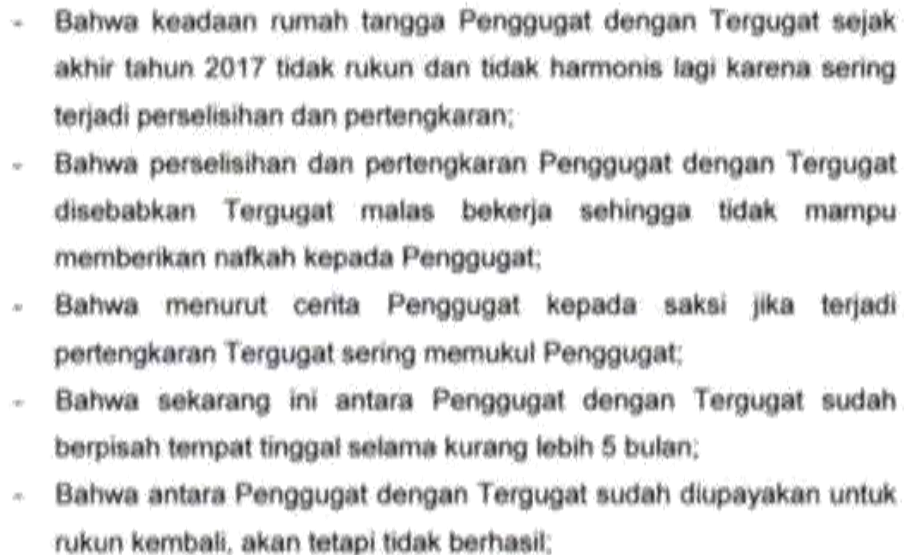 - Bahwa keadaan rumah tangga Penggugat dengan Tergugat sejak
akhir tahun 2017 tidak rukun dan tidak harmonis lagi karena sering
terjadi perselisihan dan pertengkaran;
- Bahwa perselisihan dan pertengkaran Penggugat dengan Tergugat
disebabkan Tergugat malas bekerja sehingga tidak mampu
memberikan nafkah kepada Penggugat;
- Bahwa menurut cerita Penggugat kepada saksi jika terjadi
pertengkaran Tergugat sering memukul Penggugat;
- Bahwa sekarang ini antara Penggugat dengan Tergugat sudah
berpisah tempat tinggal selama kurang lebih 5 bulan;
- Bahwa antara Penggugat dengan Tergugat sudah diupayakan untuk
rukun kembali, akan tetapi tidak berhasil;